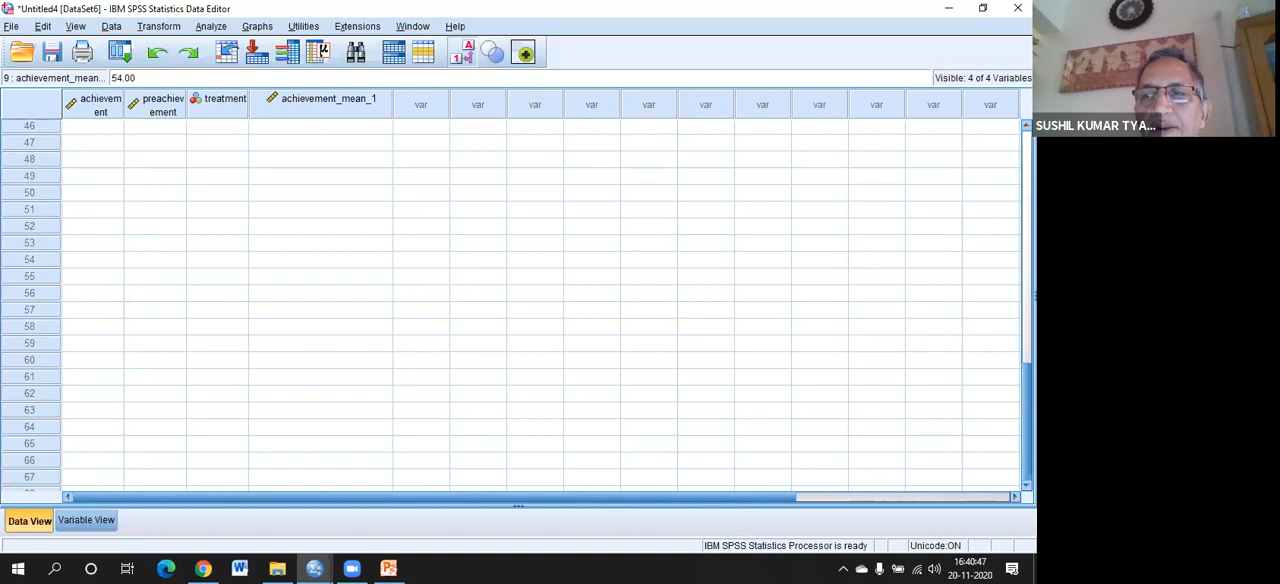 *Untitled4 [DataSet6] - IBM SPSS Statistics Data Editor
File Edit View Data Transform Analyze Graphs Utilities Extensions Window Help
9 : achievement_mean... 54.00 Visible: 4 of 4 Variables
achievem
ent
preachiev
ement
treatment
achievement_mean_1
var var var var var var var var var var var
46
47
48
49
50
51
52
53
54
55
56
57
58
59
60
61
62
63
64
65
66
67
Data View Variable View
IBM SPSS Statistics Processor is ready Unicode:ON
16:40:47
20-11-2020
SUSHIL KUMAR TYA...